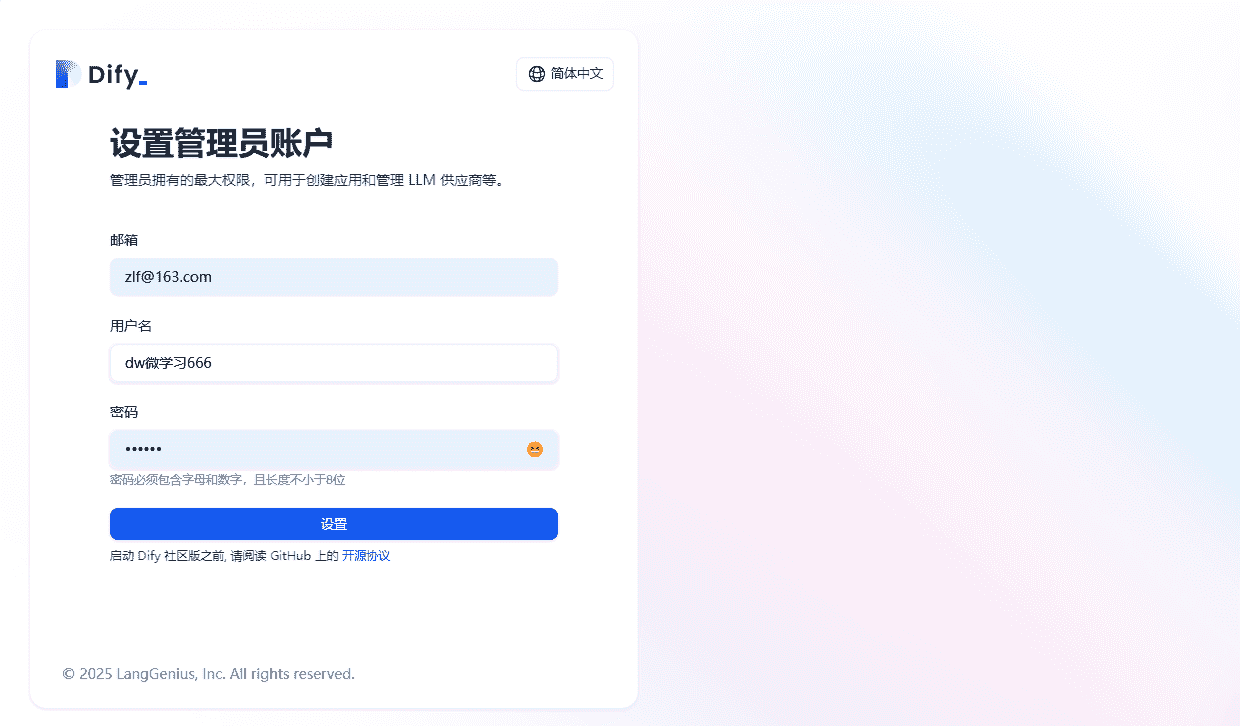 Dify_
简体中文
设置管理员账户
管理员拥有的最大权限，可用于创建应用和管理 LLM 供应商等。
邮箱
zlf@163.com
用户名
dw微学习666
密码
••••••
密码必须包含字母和数字，且长度不小于8位
设置
启动 Dify 社区版之前, 请阅读 GitHub 上的 开源协议
© 2025 LangGenius, Inc. All rights reserved.